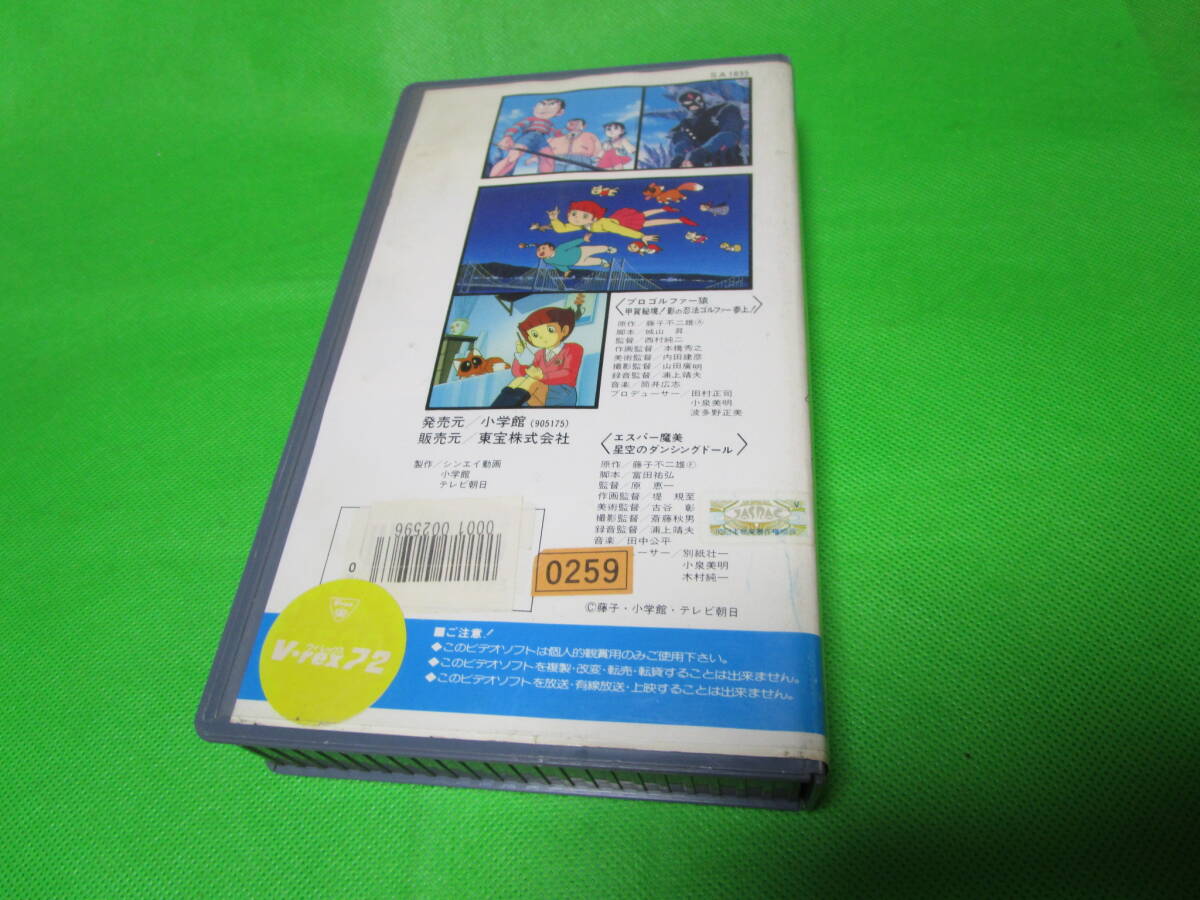 SA1835
〈プロゴルファー猿
甲賀秘境!影の忍法ゴルファー参上!〉
原作/藤子不二雄Ⓐ
脚本/城山 昇
監督/西村純二
作画監督/本橋秀之
美術監督/内田建彦
撮影監督/山田廣明
録音監督/浦上靖夫
音楽/筒井広志
プロデューサー/田村正司
小泉美明
波多野正美
発売元/小学館(905175)
販売元/東宝株式会社
製作/シンエイ動画
小学館
テレビ朝日
〈エスパー魔美
星空のダンシングドール〉
原作/藤子不二雄Ⓕ
脚本/富田祐弘
監督/原 恵一
作画監督/堤 規至
美術監督/古谷 彰
撮影監督/斎藤秋男
録音監督/浦上靖夫
音楽/田中公平
ーサー/別紙壮一
小泉美明
木村純一
0001 002596
0
0259
Ⓒ藤子・小学館・テレビ朝日
V-rex72
■ご注意!
◆このビデオソフトは個人的観賞用のみご使用下さい。
◆このビデオソフトを複製・改変・転売・転貸することは出来ません。
◆このビデオソフトを放送・有線放送・上映することは出来ません。